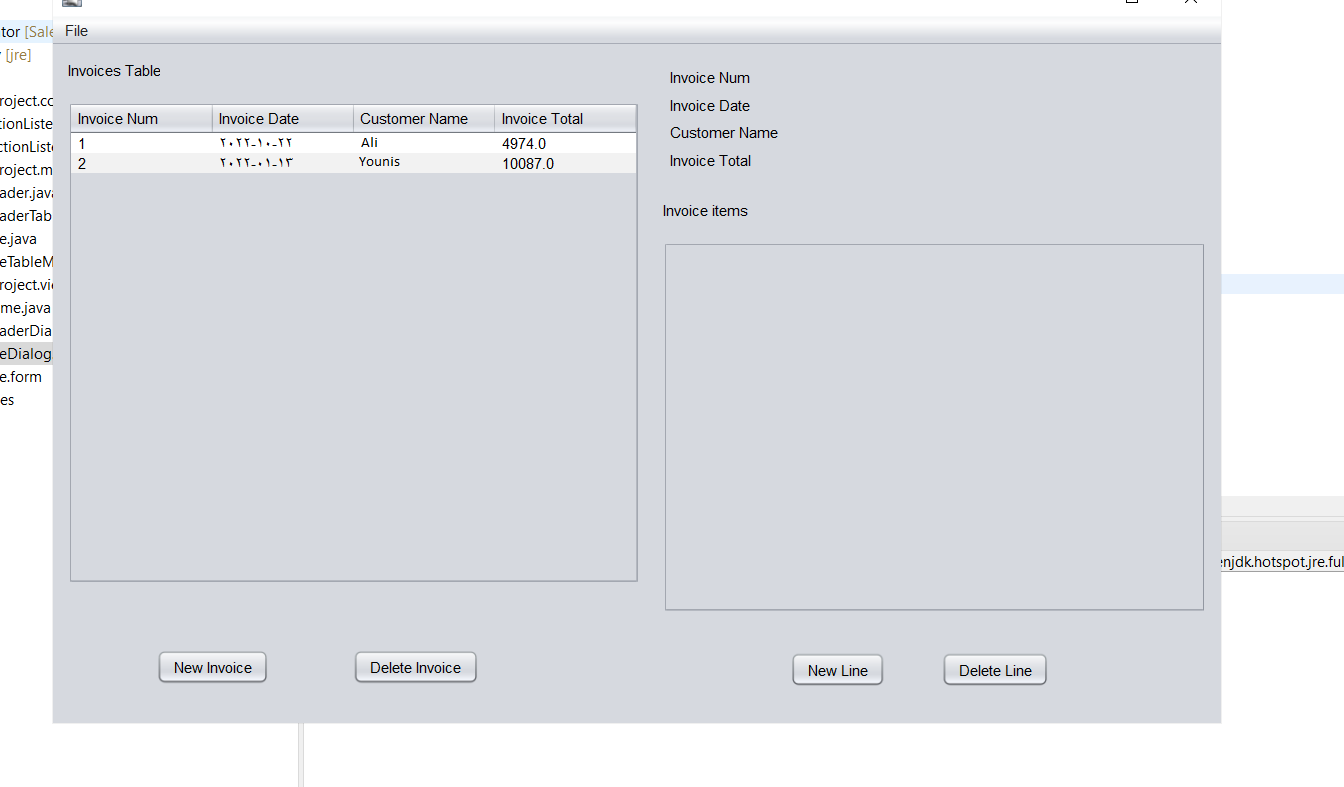 tor [Sale
[jre]
roject.co
tionListe
ctionListe
roject.m
ader.java
aderTab
e.java
eTableM
roject.vie
me.java
aderDia
eDialog
e.form
es
File
Invoices Table
Invoice Num Invoice Date Customer Name Invoice Total
1 ٢٠٢٢-١٠-٢٢ Ali 4974.0
2 ٢٠٢٢-٠١-١٣ Younis 10087.0
New Invoice Delete Invoice
Invoice Num
Invoice Date
Customer Name
Invoice Total
Invoice items
New Line Delete Line
enjdk.hotspot.jre.ful